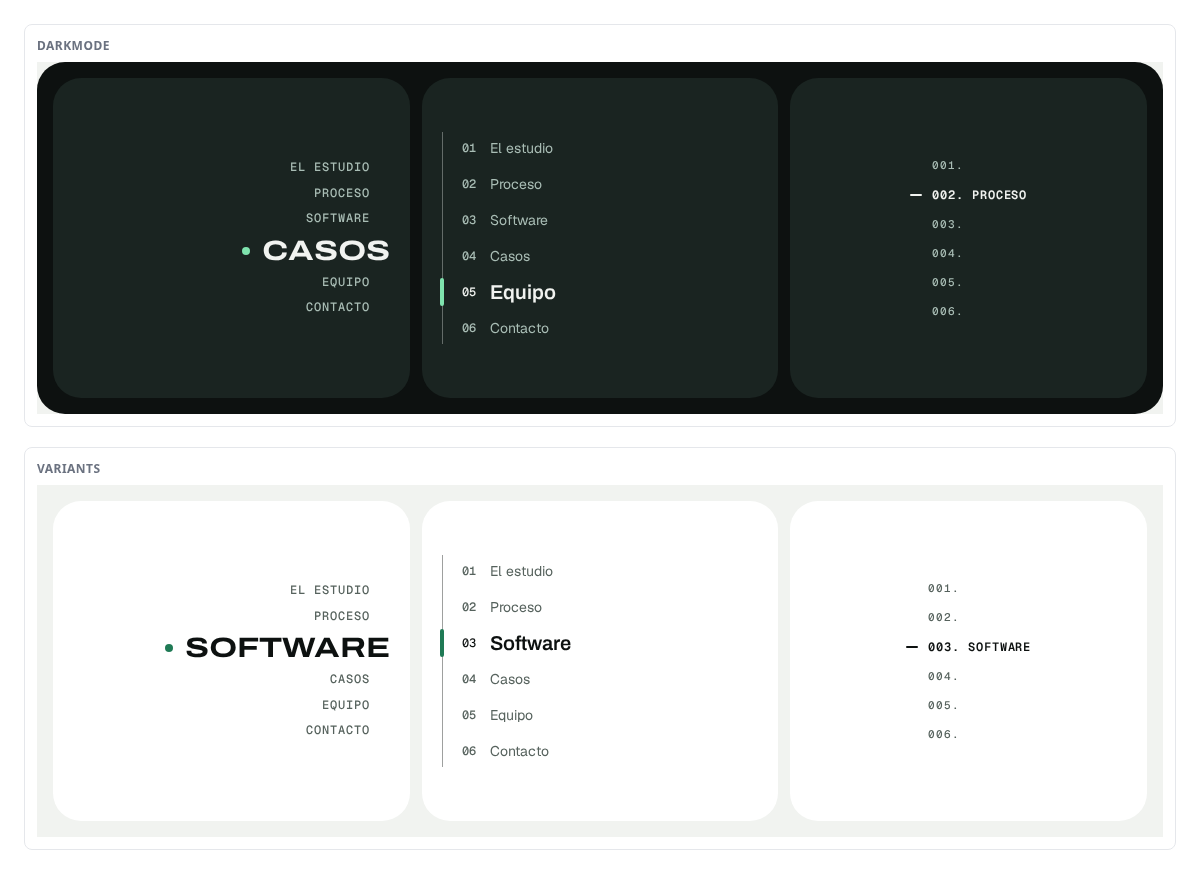 DARKMODE
EL ESTUDIO
PROCESO
SOFTWARE
CASOS
EQUIPO
CONTACTO
01 El estudio
02 Proceso
03 Software
04 Casos
05 Equipo
06 Contacto
001.
002. PROCESO
003.
004.
005.
006.
VARIANTS
EL ESTUDIO
PROCESO
SOFTWARE
CASOS
EQUIPO
CONTACTO
01 El estudio
02 Proceso
03 Software
04 Casos
05 Equipo
06 Contacto
001.
002.
003. SOFTWARE
004.
005.
006.